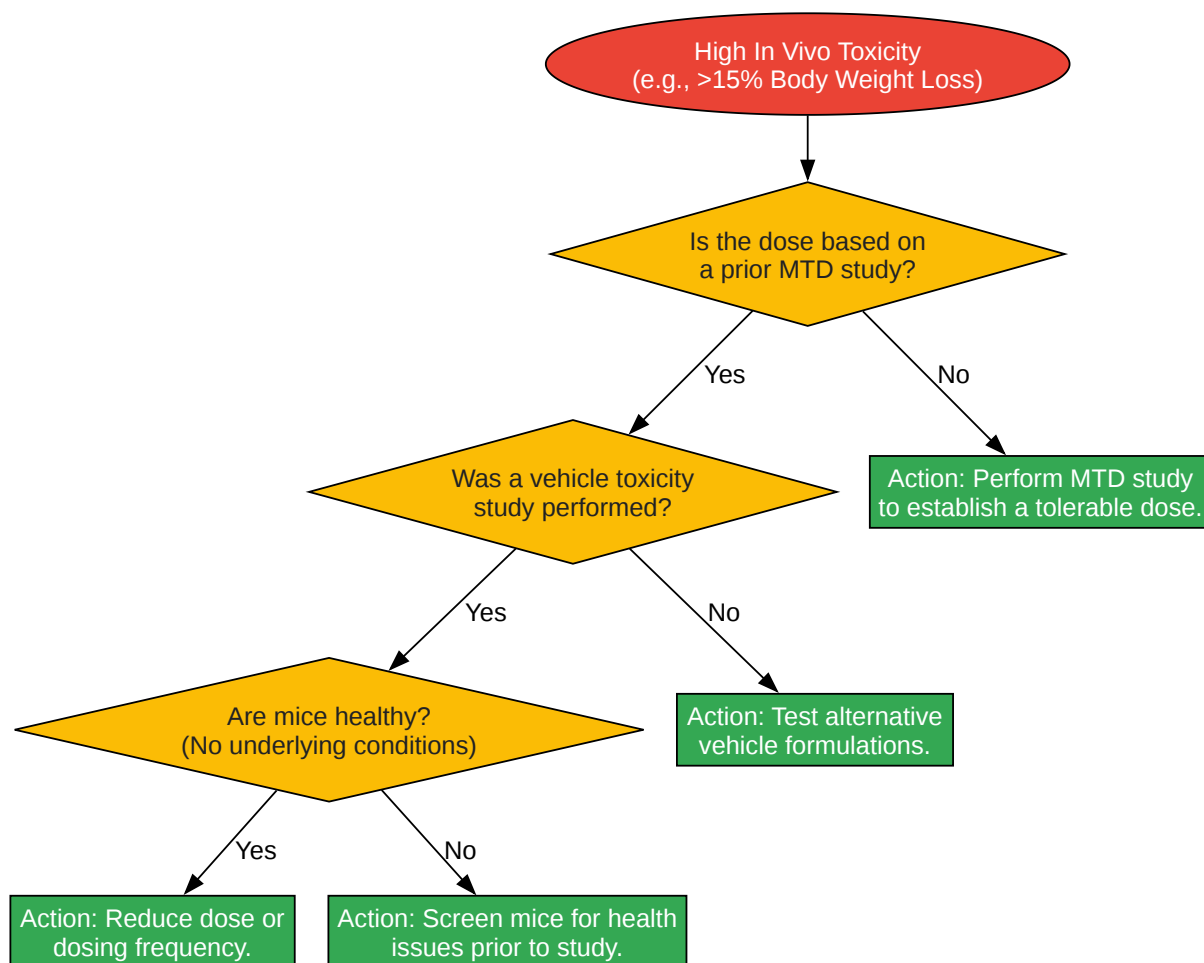 High In Vivo Toxicity
(e.g., >15% Body Weight Loss)
Is the dose based on
a prior MTD study?
Yes
No
Was a vehicle toxicity
study performed?
Action: Perform MTD study
to establish a tolerable dose.
Yes
No
Are mice healthy?
(No underlying conditions)
Action: Test alternative
vehicle formulations.
Yes
No
Action: Reduce dose or
dosing frequency.
Action: Screen mice for health
issues prior to study.